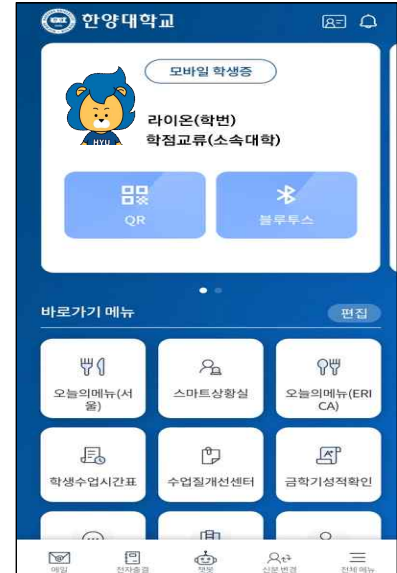 한양대학교
모바일 학생증
HYU
라이온(학번)
학점교류(소속대학)
QR
블루투스
바로가기 메뉴
편집
오늘의메뉴(서
울)
스마트상황실
오늘의메뉴(ERI
CA)
학생수업시간표
수업질개선센터
금학기성적확인
메일
전자출결
챗봇
신분변경
전체메뉴